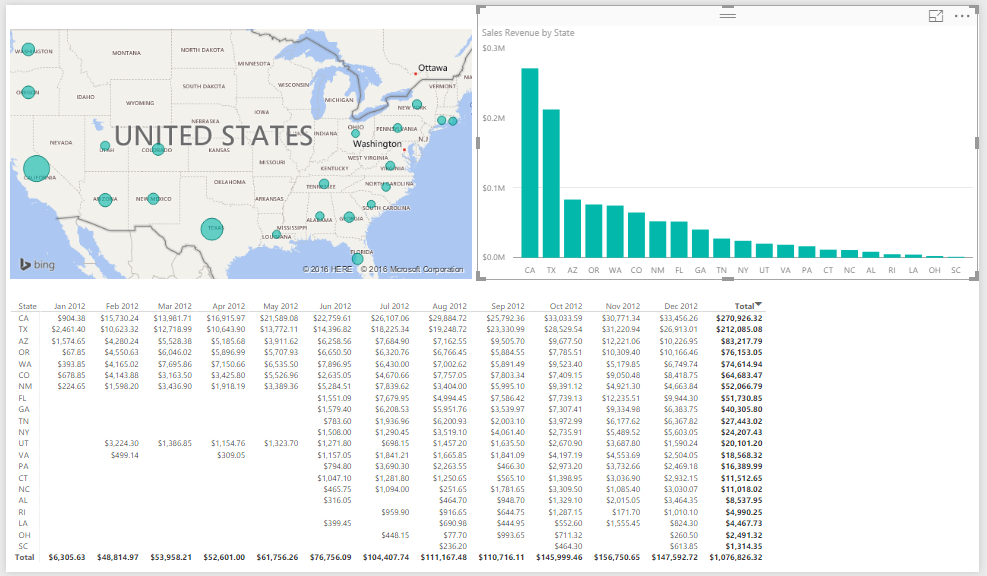 WASHINGTON
MONTANA
NORTH DAKOTA
MINNESOTA
Ottawa
VERMONT
OREGON
IDAHO
SOUTH DAKOTA
WISCONSIN
MICHIGAN
NEW YORK
WYOMING
IOWA
NEBRASKA
UNITED STATES
INDIANA
OHIO
PENNSYLVANIA
NEVADA
UTAH
COLORADO
KANSAS
Washington
N.J
MISSOURI
WEST VIRGINIA
KENTUCKY
VIRGINIA
CALIFORNIA
OKLAHOMA
TENNESSEE
NORTH CAROLINA
ARIZONA
NEW MEXICO
ARKANSAS
SOUTH CAROLINA
ALABAMA
GEORGIA
TEXAS
MISSISSIPPI
LOUISIANA
FLORIDA
bing
© 2016 HERE © 2016 Microsoft Corporation
Sales Revenue by State
$0.3M
$0.2M
$0.1M
$0.0M
CA TX AZ OR WA CO NM FL GA TN NY UT VA PA CT NC AL RI LA OH SC
State Jan 2012 Feb 2012 Mar 2012 Apr 2012 May 2012 Jun 2012 Jul 2012 Aug 2012 Sep 2012 Oct 2012 Nov 2012 Dec 2012 Total
CA $904.38 $15,730.24 $13,981.71 $16,915.97 $21,589.08 $22,759.61 $26,107.06 $29,884.72 $25,792.36 $33,033.59 $30,771.34 $33,456.26 $270,926.32
TX $2,461.40 $10,623.32 $12,718.99 $10,643.90 $13,772.11 $14,396.82 $18,225.34 $19,248.72 $23,330.99 $28,529.54 $31,220.94 $26,913.01 $212,085.08
AZ $1,574.65 $4,280.24 $5,528.38 $5,185.68 $3,911.62 $6,258.56 $7,684.90 $7,162.55 $9,505.70 $9,677.50 $12,221.06 $10,226.95 $83,217.79
OR $67.85 $4,550.63 $6,046.02 $5,896.99 $5,707.93 $6,650.50 $6,320.76 $6,766.45 $5,884.55 $7,785.51 $10,309.40 $10,166.46 $76,153.05
WA $393.85 $4,165.02 $7,695.86 $7,150.66 $6,535.50 $7,896.95 $6,430.00 $7,002.62 $5,891.49 $9,523.40 $5,179.85 $6,749.74 $74,614.94
CO $678.85 $4,143.88 $3,163.50 $3,425.80 $5,526.96 $2,635.05 $4,670.66 $7,757.05 $7,803.34 $7,409.15 $9,050.48 $8,418.75 $64,683.47
NM $224.65 $1,598.20 $3,436.90 $1,918.19 $3,389.36 $5,284.51 $7,839.62 $3,404.00 $5,995.10 $9,391.12 $4,921.30 $4,663.84 $52,066.79
FL $1,551.09 $7,679.95 $4,994.45 $7,586.42 $7,739.13 $12,235.51 $9,944.30 $51,730.85
GA $1,579.40 $6,208.53 $5,951.76 $3,539.97 $7,307.41 $9,334.98 $6,383.75 $40,305.80
TN $783.60 $1,936.96 $6,200.93 $2,003.10 $3,972.99 $6,177.62 $6,367.82 $27,443.02
NY $1,508.00 $1,290.45 $3,519.10 $4,061.40 $2,735.91 $5,489.52 $5,603.05 $24,207.43
UT $3,224.30 $1,386.85 $1,154.76 $1,323.70 $1,271.80 $698.15 $1,457.20 $1,635.50 $2,670.90 $3,687.80 $1,590.24 $20,101.20
VA $499.14 $309.05 $1,157.05 $1,841.21 $1,665.85 $1,841.09 $4,197.19 $4,553.69 $2,504.05 $18,568.32
PA $794.80 $3,690.30 $2,263.55 $466.30 $2,973.20 $3,732.66 $2,469.18 $16,389.99
CT $1,047.10 $1,281.80 $1,250.65 $565.10 $1,398.95 $3,036.90 $2,932.15 $11,512.65
NC $465.75 $1,094.00 $251.65 $1,781.65 $3,309.50 $1,085.40 $3,030.07 $11,018.02
AL $316.05 $464.70 $948.70 $1,329.10 $2,015.05 $3,464.35 $8,537.95
RI $959.90 $916.65 $644.75 $1,287.15 $171.70 $1,010.10 $4,990.25
LA $399.45 $690.98 $444.95 $552.60 $1,555.45 $824.30 $4,467.73
OH $448.15 $77.70 $993.65 $711.32 $260.50 $2,491.32
SC $236.20 $464.30 $613.85 $1,314.35
Total $6,305.63 $48,814.97 $53,958.21 $52,601.00 $61,756.26 $76,756.09 $104,407.74 $111,167.48 $110,716.11 $145,999.46 $156,750.65 $147,592.72 $1,076,826.32